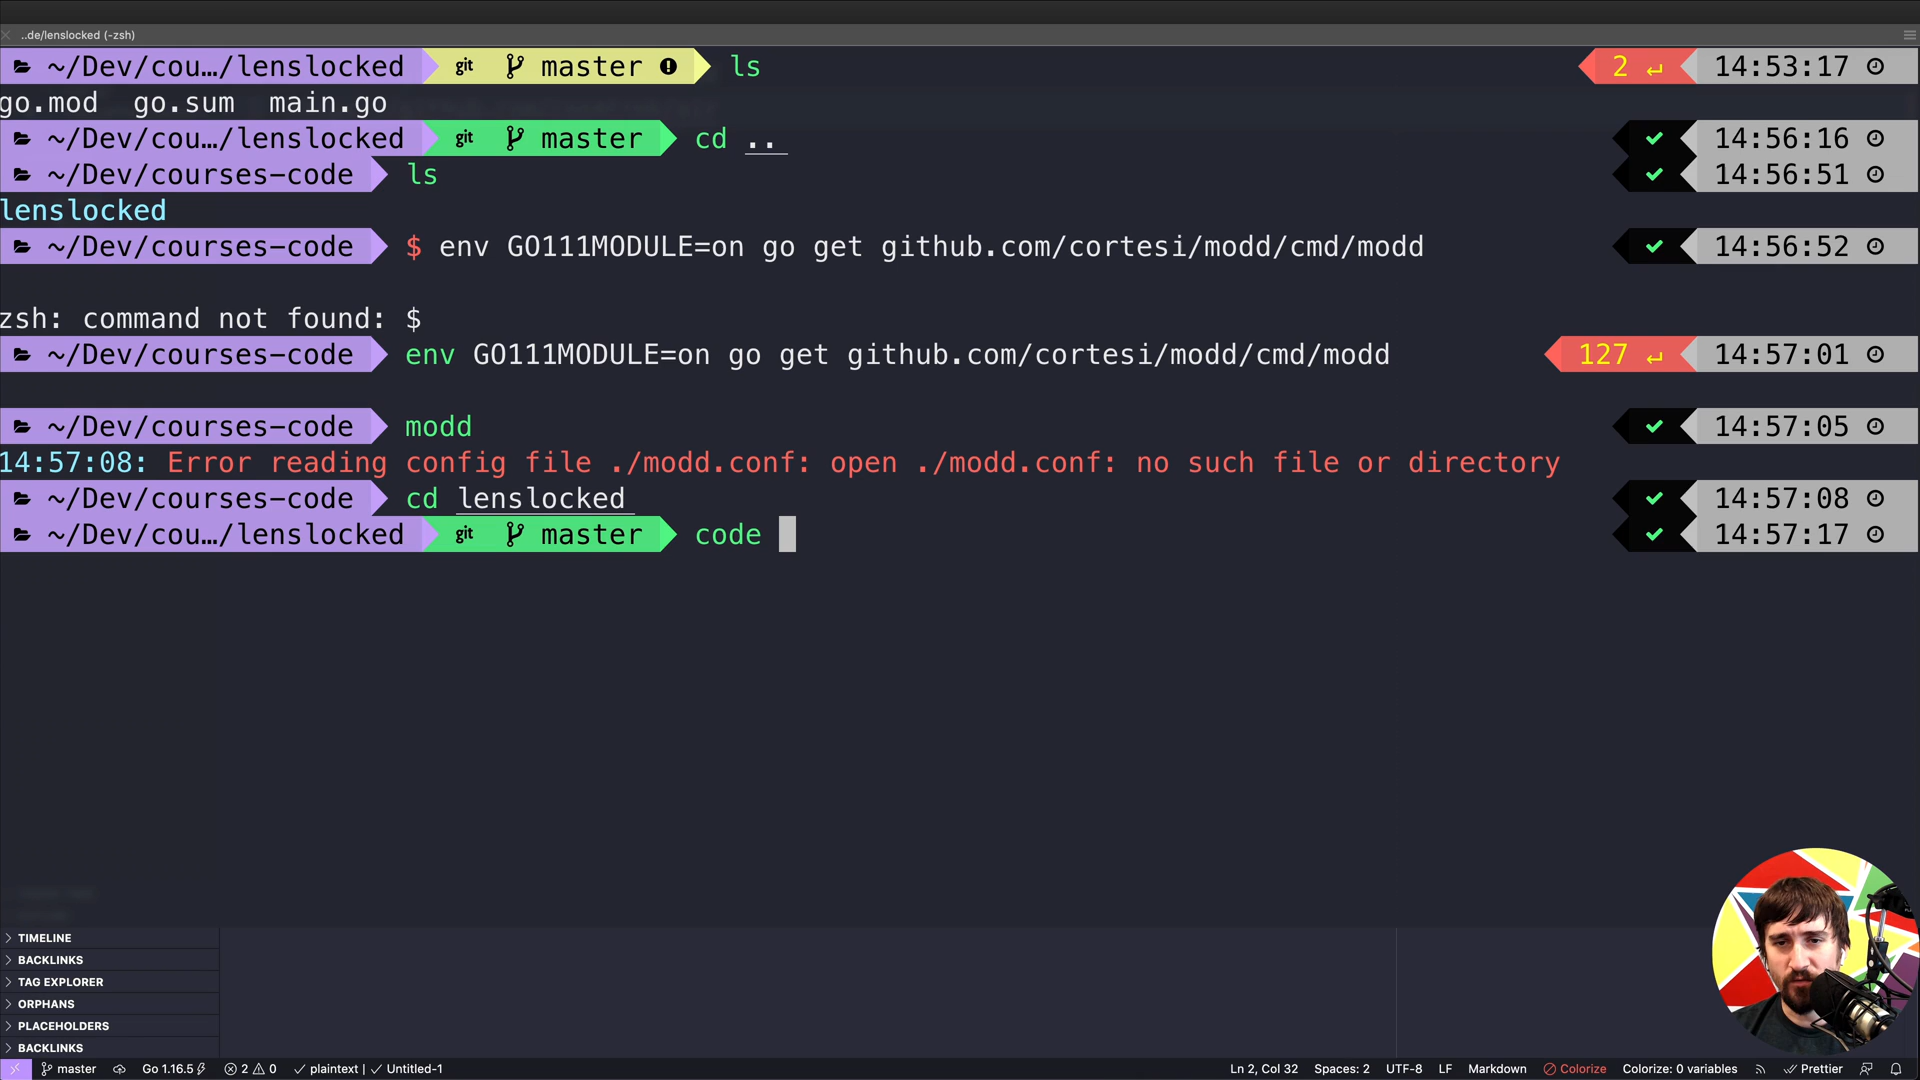 ..de/lenslocked (-zsh)
~/Dev/cou…/lenslocked git master ls 2 ↵ 14:53:17
go.mod go.sum main.go
~/Dev/cou…/lenslocked git master cd .. ✔ 14:56:16
~/Dev/courses-code ls ✔ 14:56:51
lenslocked
~/Dev/courses-code $ env GO111MODULE=on go get github.com/cortesi/modd/cmd/modd ✔ 14:56:52
zsh: command not found: $
~/Dev/courses-code env GO111MODULE=on go get github.com/cortesi/modd/cmd/modd 127 ↵ 14:57:01
~/Dev/courses-code modd ✔ 14:57:05
14:57:08: Error reading config file ./modd.conf: open ./modd.conf: no such file or directory
~/Dev/courses-code cd lenslocked ✔ 14:57:08
~/Dev/cou…/lenslocked git master code ✔ 14:57:17
TIMELINE
BACKLINKS
TAG EXPLORER
ORPHANS
PLACEHOLDERS
BACKLINKS
master Go 1.16.5 2 0 ✓ plaintext | ✓ Untitled-1 Ln 2, Col 32 Spaces: 2 UTF-8 LF Markdown Colorize Colorize: 0 variables Prettier